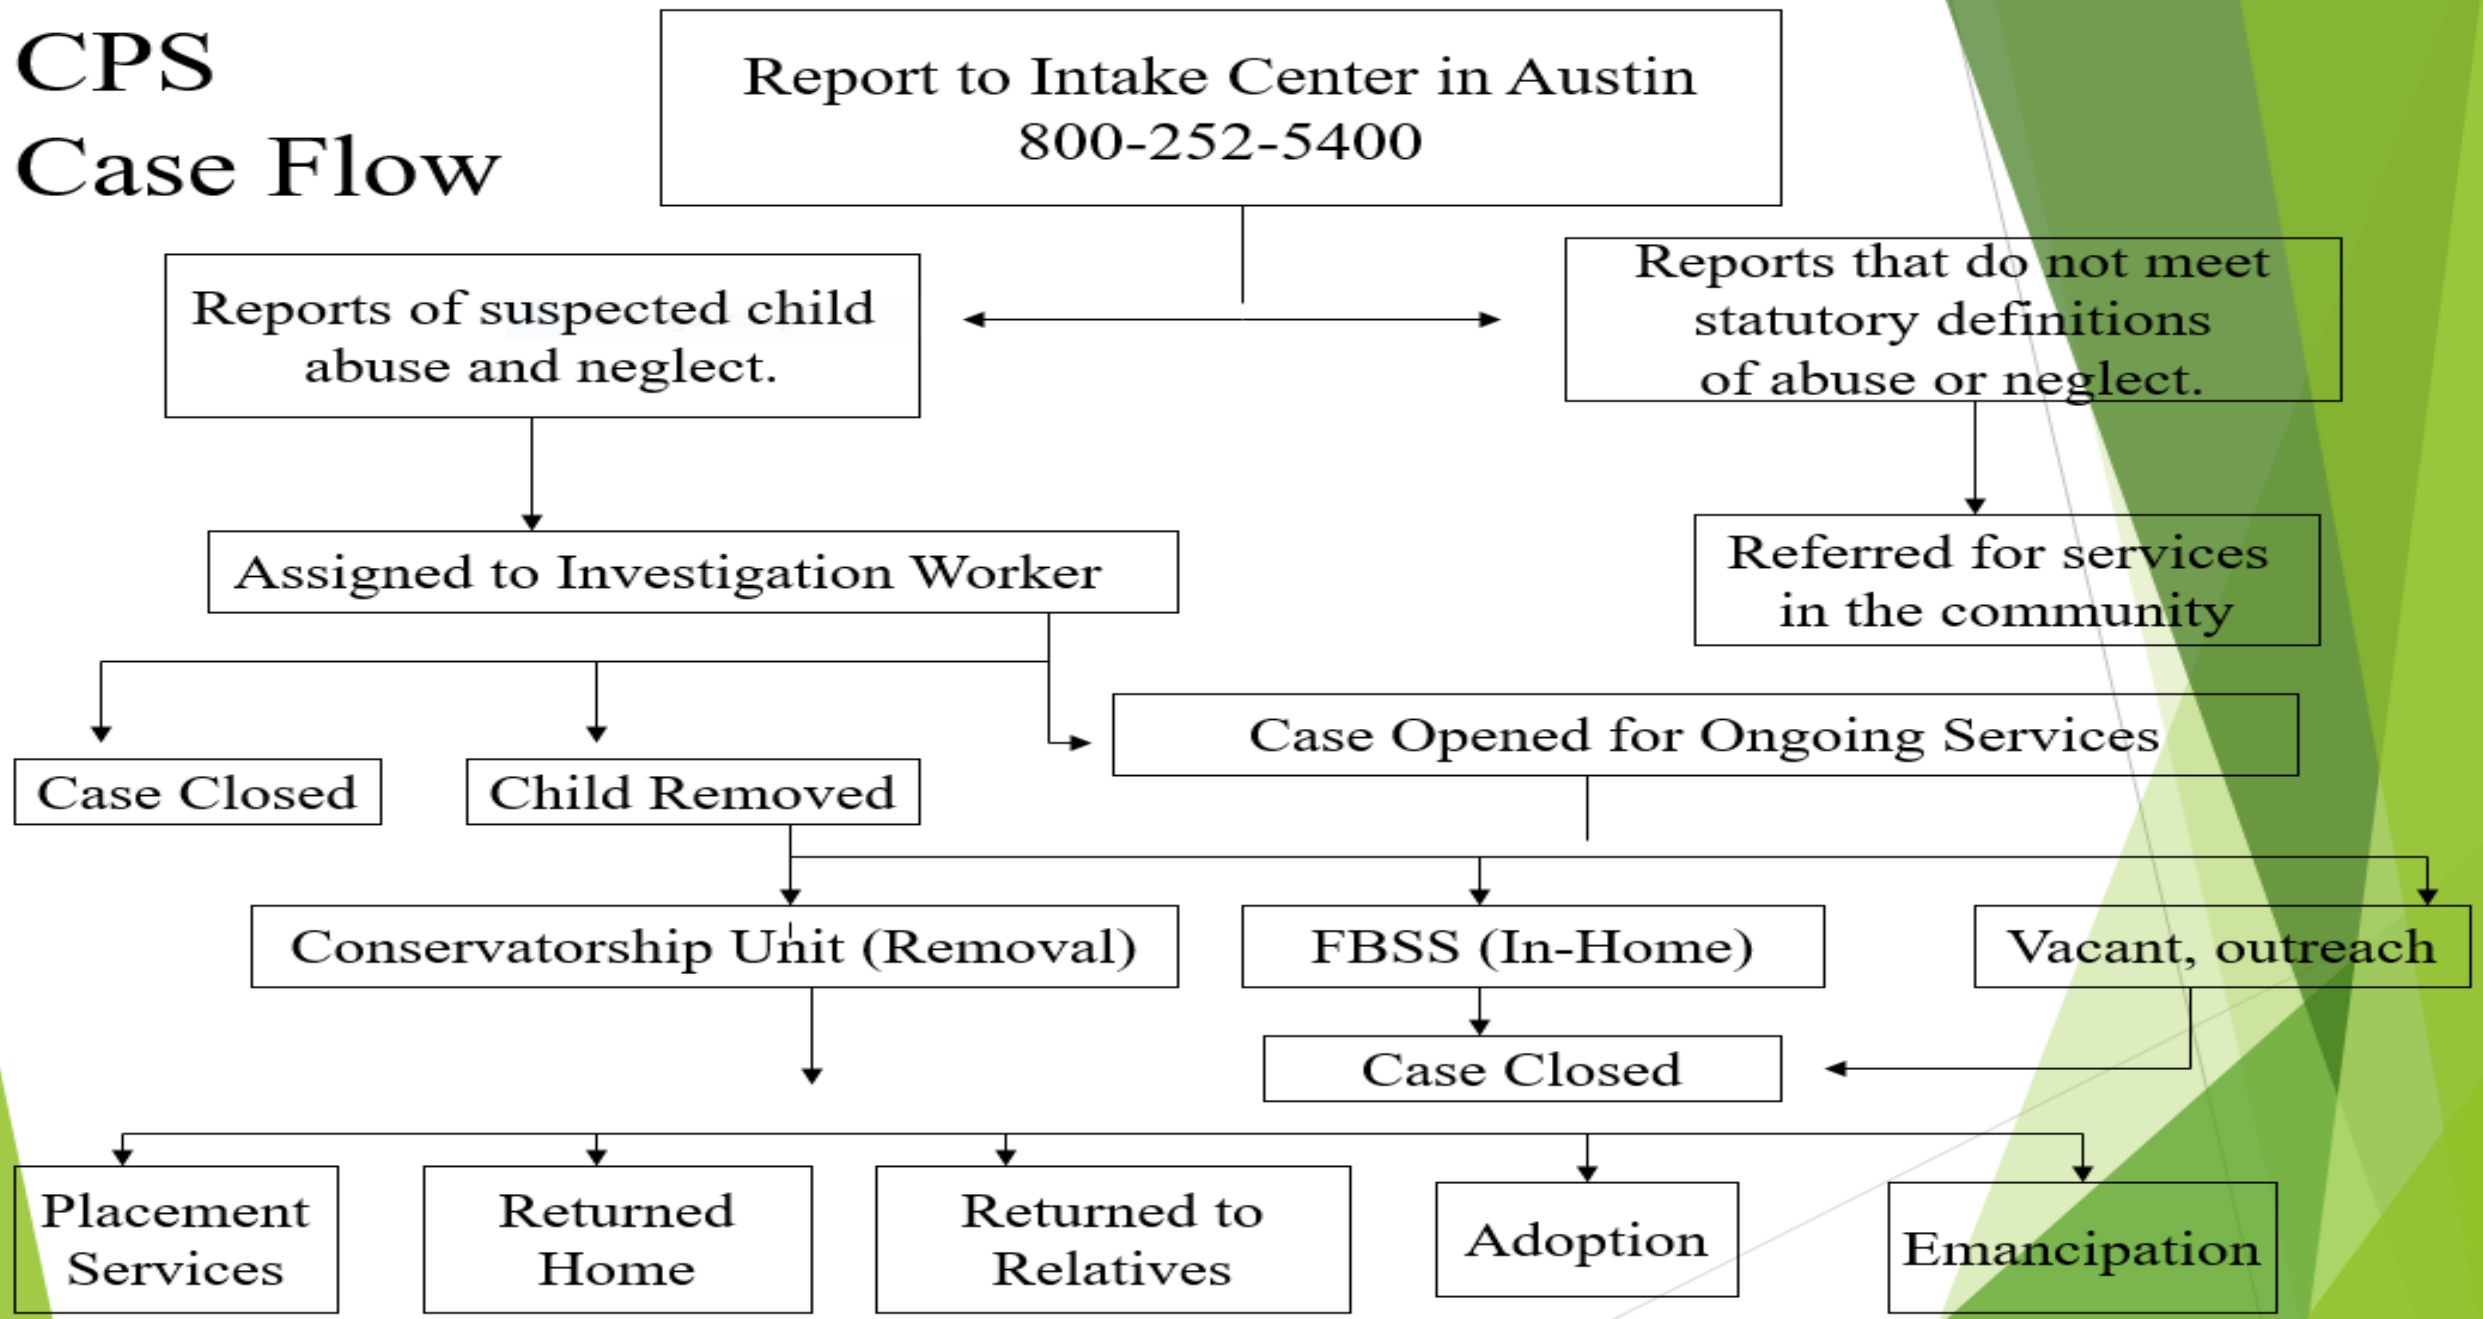 CPS
Case Flow
Report to Intake Center in Austin
800-252-5400
Reports of suspected child
abuse and neglect.
Reports that do not meet
statutory definitions
of abuse or neglect.
Assigned to Investigation Worker
Referred for services
in the community
Case Closed
Child Removed
Case Opened for Ongoing Services
Conservatorship Unit (Removal)
FBSS (In-Home)
Vacant, outreach
Case Closed
Placement
Services
Returned
Home
Returned to
Relatives
Adoption
Emancipation